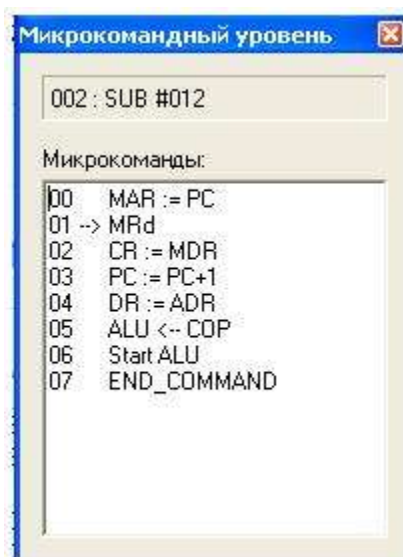 Микрокомандный уровень
002 : SUB #012
Микрокоманды:
00 MAR := PC
01 --> MRd
02 CR := MDR
03 PC := PC+1
04 DR := ADR
05 ALU <-- COP
06 Start ALU
07 END_COMMAND